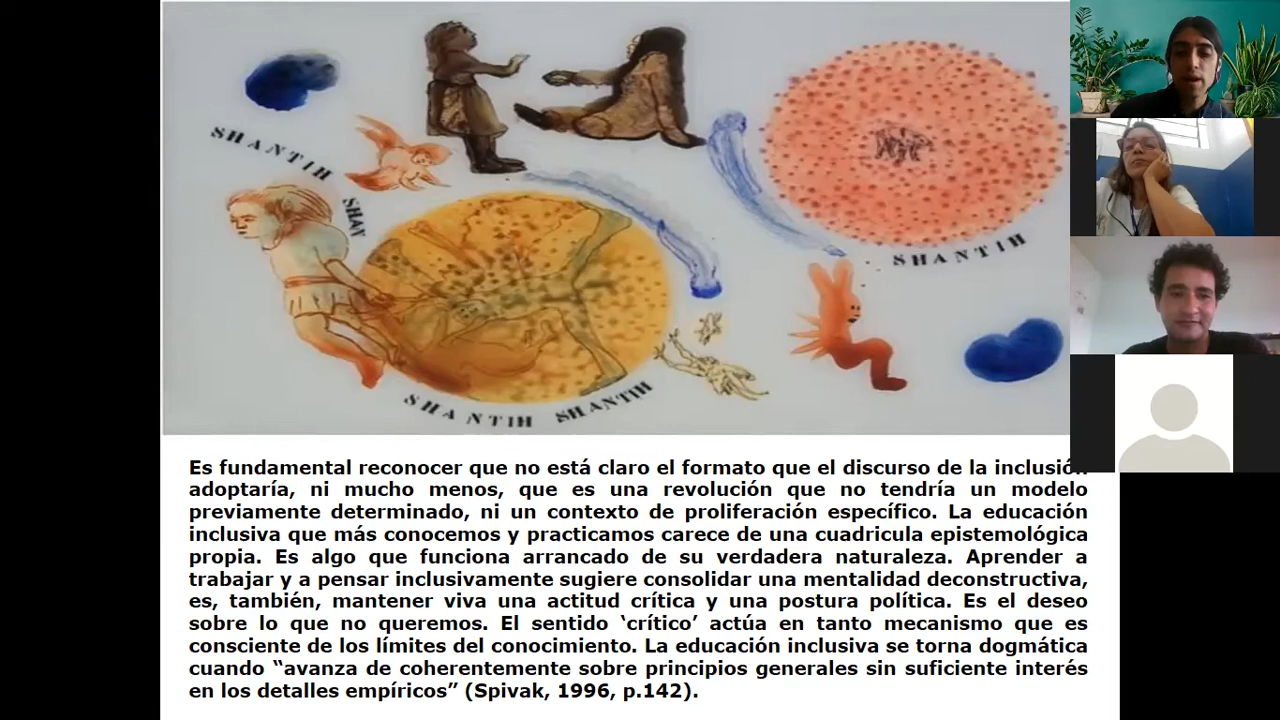 SHANTIH
SHAN
SHANTIH
SHANTIH SHANTIH
Es fundamental reconocer que no está claro el formato que el discurso de la inclusión
adoptaría, ni mucho menos, que es una revolución que no tendría un modelo
previamente determinado, ni un contexto de proliferación específico. La educación
inclusiva que más conocemos y practicamos carece de una cuadricula epistemológica
propia. Es algo que funciona arrancado de su verdadera naturaleza. Aprender a
trabajar y a pensar inclusivamente sugiere consolidar una mentalidad deconstructiva,
es, también, mantener viva una actitud crítica y una postura política. Es el deseo
sobre lo que no queremos. El sentido ‘crítico’ actúa en tanto mecanismo que es
consciente de los límites del conocimiento. La educación inclusiva se torna dogmática
cuando “avanza de coherentemente sobre principios generales sin suficiente interés
en los detalles empíricos” (Spivak, 1996, p.142).